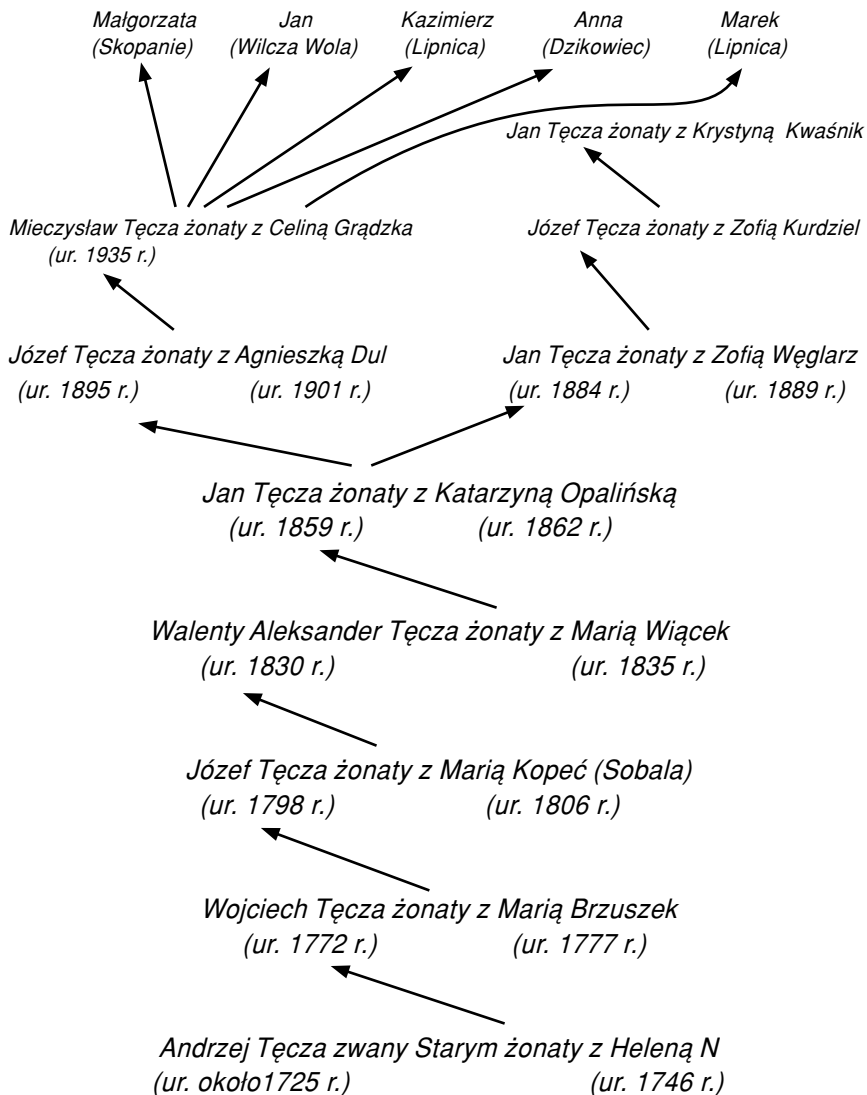 Małgorzata Jan Kazimierz Anna Marek
(Skopanie) (Wilcza Wola) (Lipnica) (Dzikowiec) (Lipnica)
Jan Tęcza żonaty z Krystyną Kwaśnik
Mieczysław Tęcza żonaty z Celiną Grądzka Józef Tęcza żonaty z Zofią Kurdziel
(ur. 1935 r.)
Józef Tęcza żonaty z Agnieszką Dul Jan Tęcza żonaty z Zofią Węglarz
(ur. 1895 r.) (ur. 1901 r.) (ur. 1884 r.) (ur. 1889 r.)
Jan Tęcza żonaty z Katarzyną Opalińską
(ur. 1859 r.) (ur. 1862 r.)
Walenty Aleksander Tęcza żonaty z Marią Wiącek
(ur. 1830 r.) (ur. 1835 r.)
Józef Tęcza żonaty z Marią Kopeć (Sobala)
(ur. 1798 r.) (ur. 1806 r.)
Wojciech Tęcza żonaty z Marią Brzuszek
(ur. 1772 r.) (ur. 1777 r.)
Andrzej Tęcza zwany Starym żonaty z Heleną N
(ur. około1725 r.) (ur. 1746 r.)